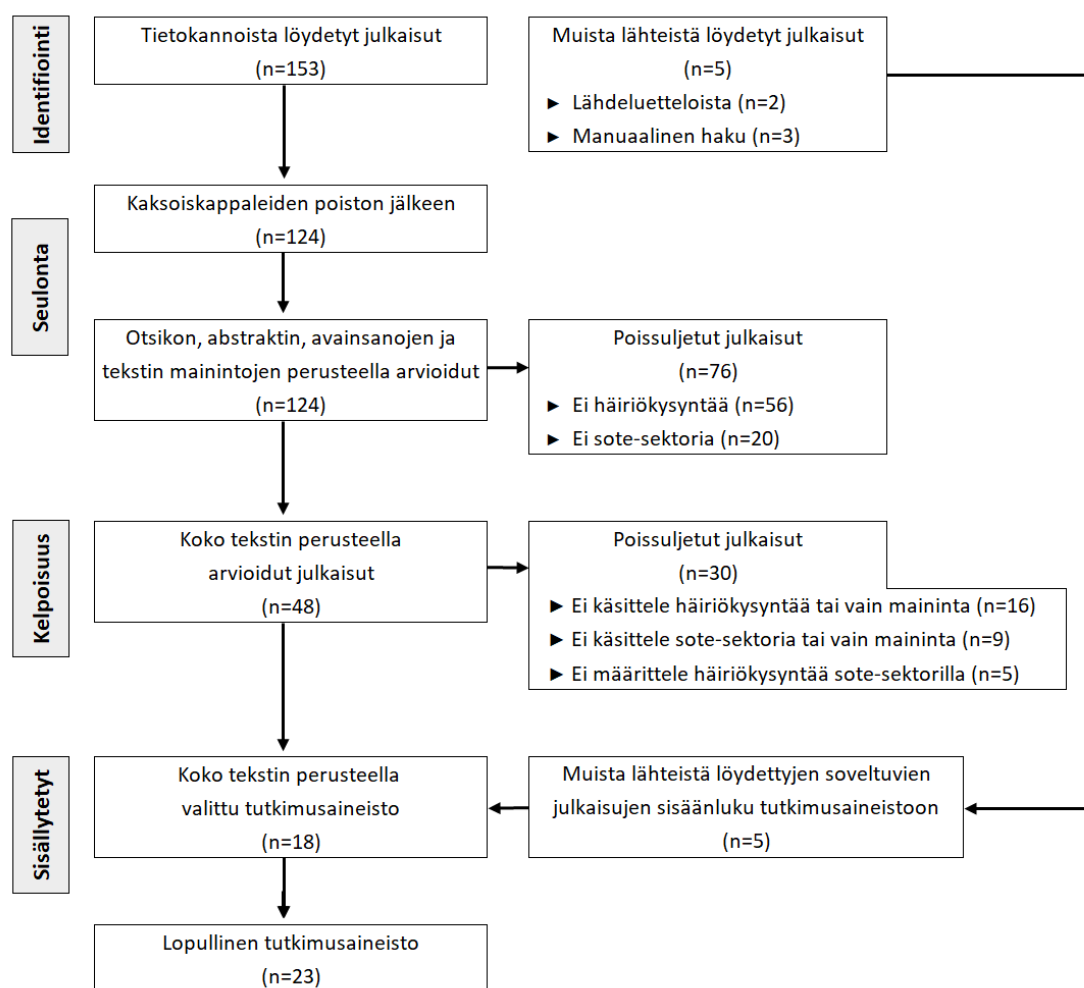 Identifiointi
Tietokannoista löydetyt julkaisut
(n=153)
Muista lähteistä löydetyt julkaisut
(n=5)
► Lähdeluetteloista (n=2)
► Manuaalinen haku (n=3)
Seulonta
Kaksoiskappaleiden poiston jälkeen
(n=124)
Otsikon, abstraktin, avainsanojen ja
tekstin mainintojen perusteella arvioidut
(n=124)
Poissuljetut julkaisut
(n=76)
► Ei häiriökysyntää (n=56)
► Ei sote-sektoria (n=20)
Kelpoisuus
Koko tekstin perusteella
arvioidut julkaisut
(n=48)
Poissuljetut julkaisut
(n=30)
► Ei käsittele häiriökysyntää tai vain maininta (n=16)
► Ei käsittele sote-sektoria tai vain maininta (n=9)
► Ei määrittele häiriökysyntää sote-sektorilla (n=5)
Sisällytetyt
Koko tekstin perusteella
valittu tutkimusaineisto
(n=18)
Muista lähteistä löydettyjen soveltuvien
julkaisujen sisäänluku tutkimusaineistoon
(n=5)
Lopullinen tutkimusaineisto
(n=23)